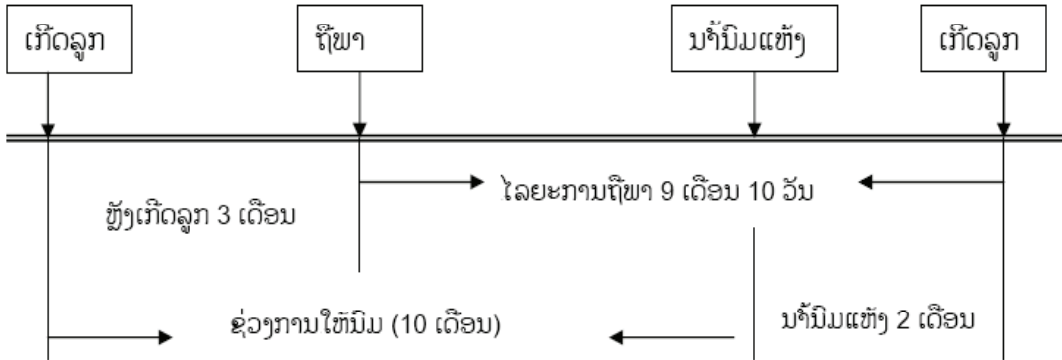 ເກີດລູກ
ຖືພາ
ນ້ຳນົມແຫ້ງ
ເກີດລູກ
ໄລຍະການຖືພາ 9 ເດືອນ 10 ວັນ
ຫຼັງເກີດລູກ 3 ເດືອນ
ຊ່ວງການໃຫ້ນົມ (10 ເດືອນ)
ນ້ຳນົມແຫ້ງ 2 ເດືອນ